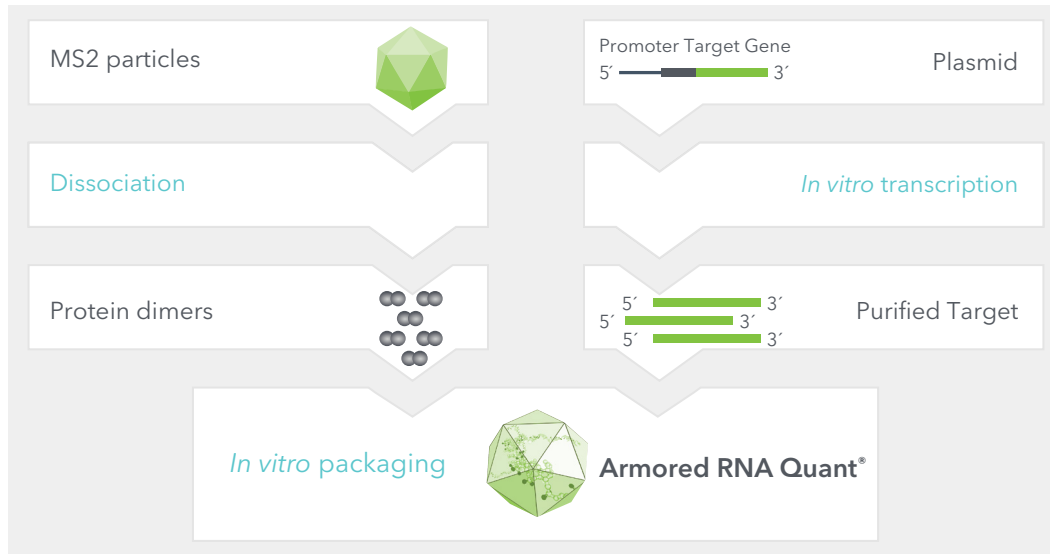 MS2 particles
Promoter Target Gene
5´ 3´
Plasmid
Dissociation
In vitro transcription
Protein dimers
5´ 3´
5´ 3´
5´ 3´
Purified Target
In vitro packaging
Armored RNA Quant®